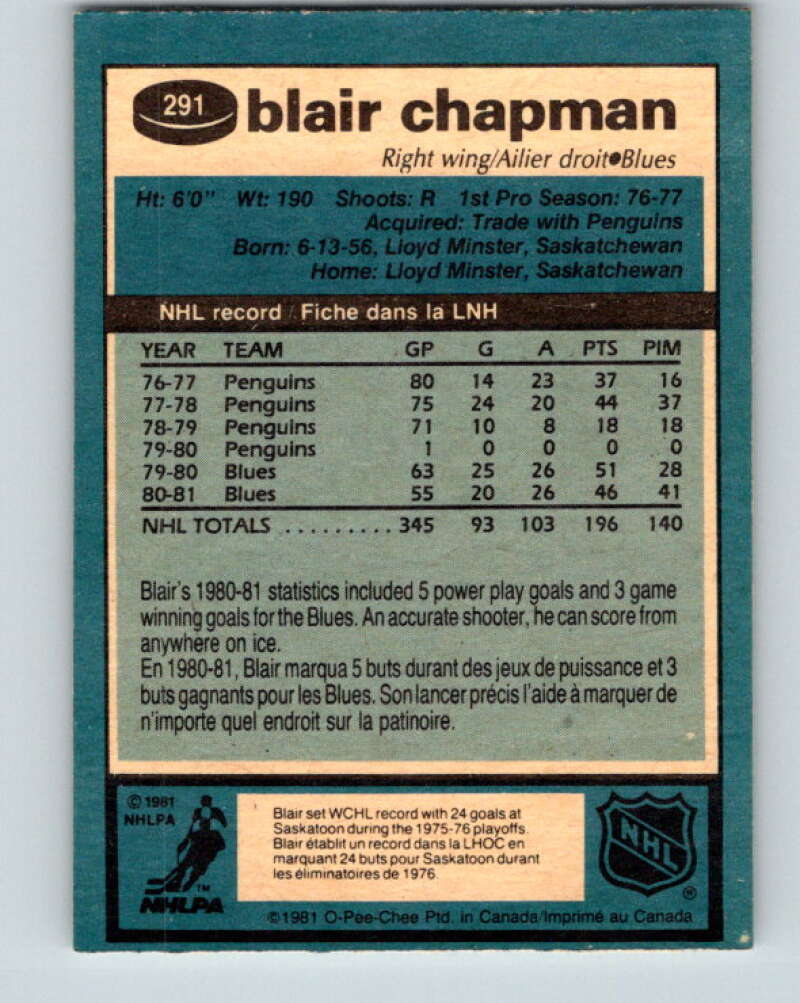 291 blair chapman
Right wing/Ailier droit•Blues
Ht: 6'0" Wt: 190 Shoots: R 1st Pro Season: 76-77
Acquired: Trade with Penguins
Born: 6-13-56, Lloyd Minster, Saskatchewan
Home: Lloyd Minster, Saskatchewan
NHL record / Fiche dans la LNH
YEAR TEAM GP G A PTS PIM
76-77 Penguins 80 14 23 37 16
77-78 Penguins 75 24 20 44 37
78-79 Penguins 71 10 8 18 18
79-80 Penguins 1 0 0 0 0
79-80 Blues 63 25 26 51 28
80-81 Blues 55 20 26 46 41
NHL TOTALS ......... 345 93 103 196 140
Blair's 1980-81 statistics included 5 power play goals and 3 game
winning goals for the Blues. An accurate shooter, he can score from
anywhere on ice.
En 1980-81, Blair marqua 5 buts durant des jeux de puissance et 3
buts gagnants pour les Blues. Son lancer précis l'aide à marquer de
n'importe quel endroit sur la patinoire.
© 1981
NHLPA
TM
NHLPA
Blair set WCHL record with 24 goals at
Saskatoon during the 1975-76 playoffs.
Blair établit un record dans la LHOC en
marquant 24 buts pour Saskatoon durant
les éliminatoires de 1976.
NHL
®
©1981 O-Pee-Chee Ptd. in Canada/Imprimé au Canada